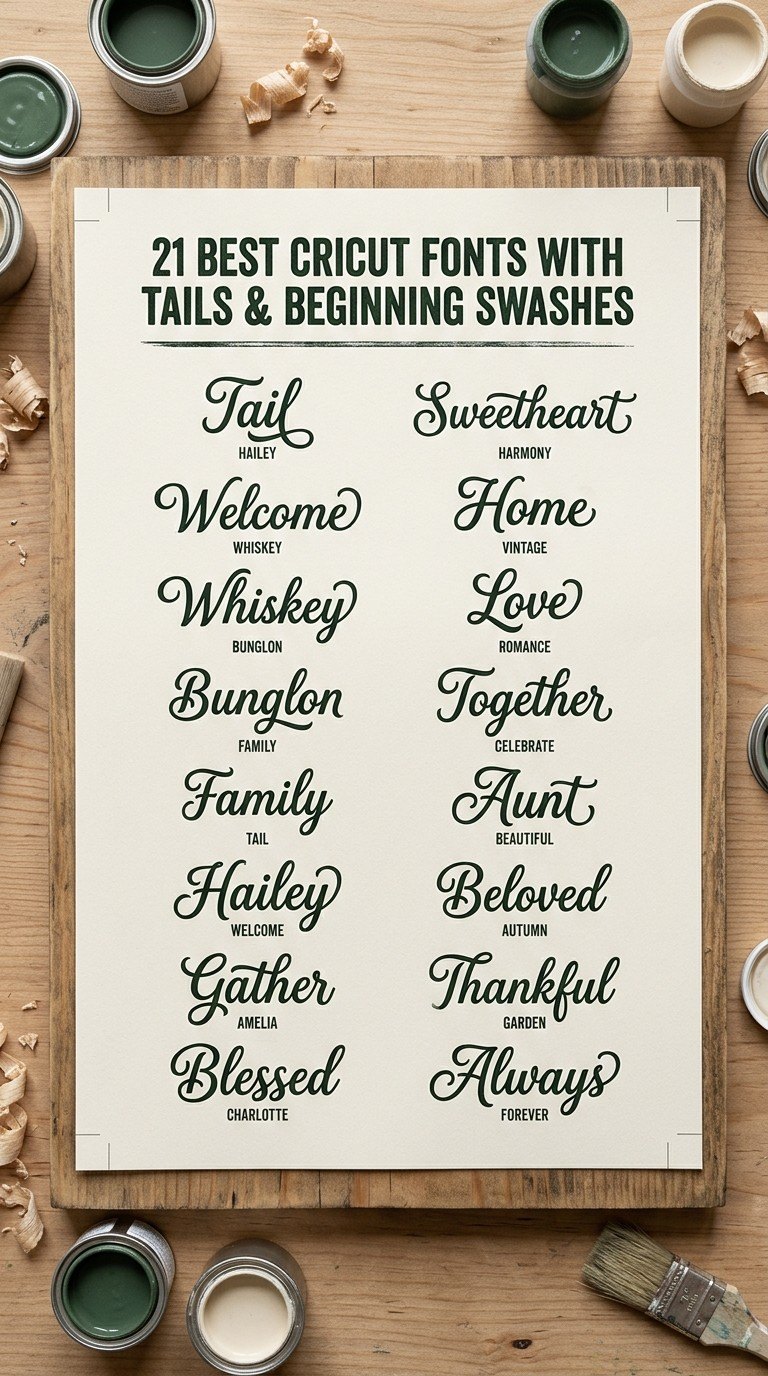 21 BEST CRICUT FONTS WITH
TAILS & BEGINNING SWASHES
Tail
HAILEY
Sweetheart
HARMONY
Welcome
WHISKEY
Home
VINTAGE
Whiskey
BUNGLON
Love
ROMANCE
Bunglon
FAMILY
Together
CELEBRATE
Family
TAIL
Aunt
BEAUTIFUL
Hailey
WELCOME
Beloved
AUTUMN
Gather
AMELIA
Thankful
GARDEN
Blessed
CHARLOTTE
Always
FOREVER